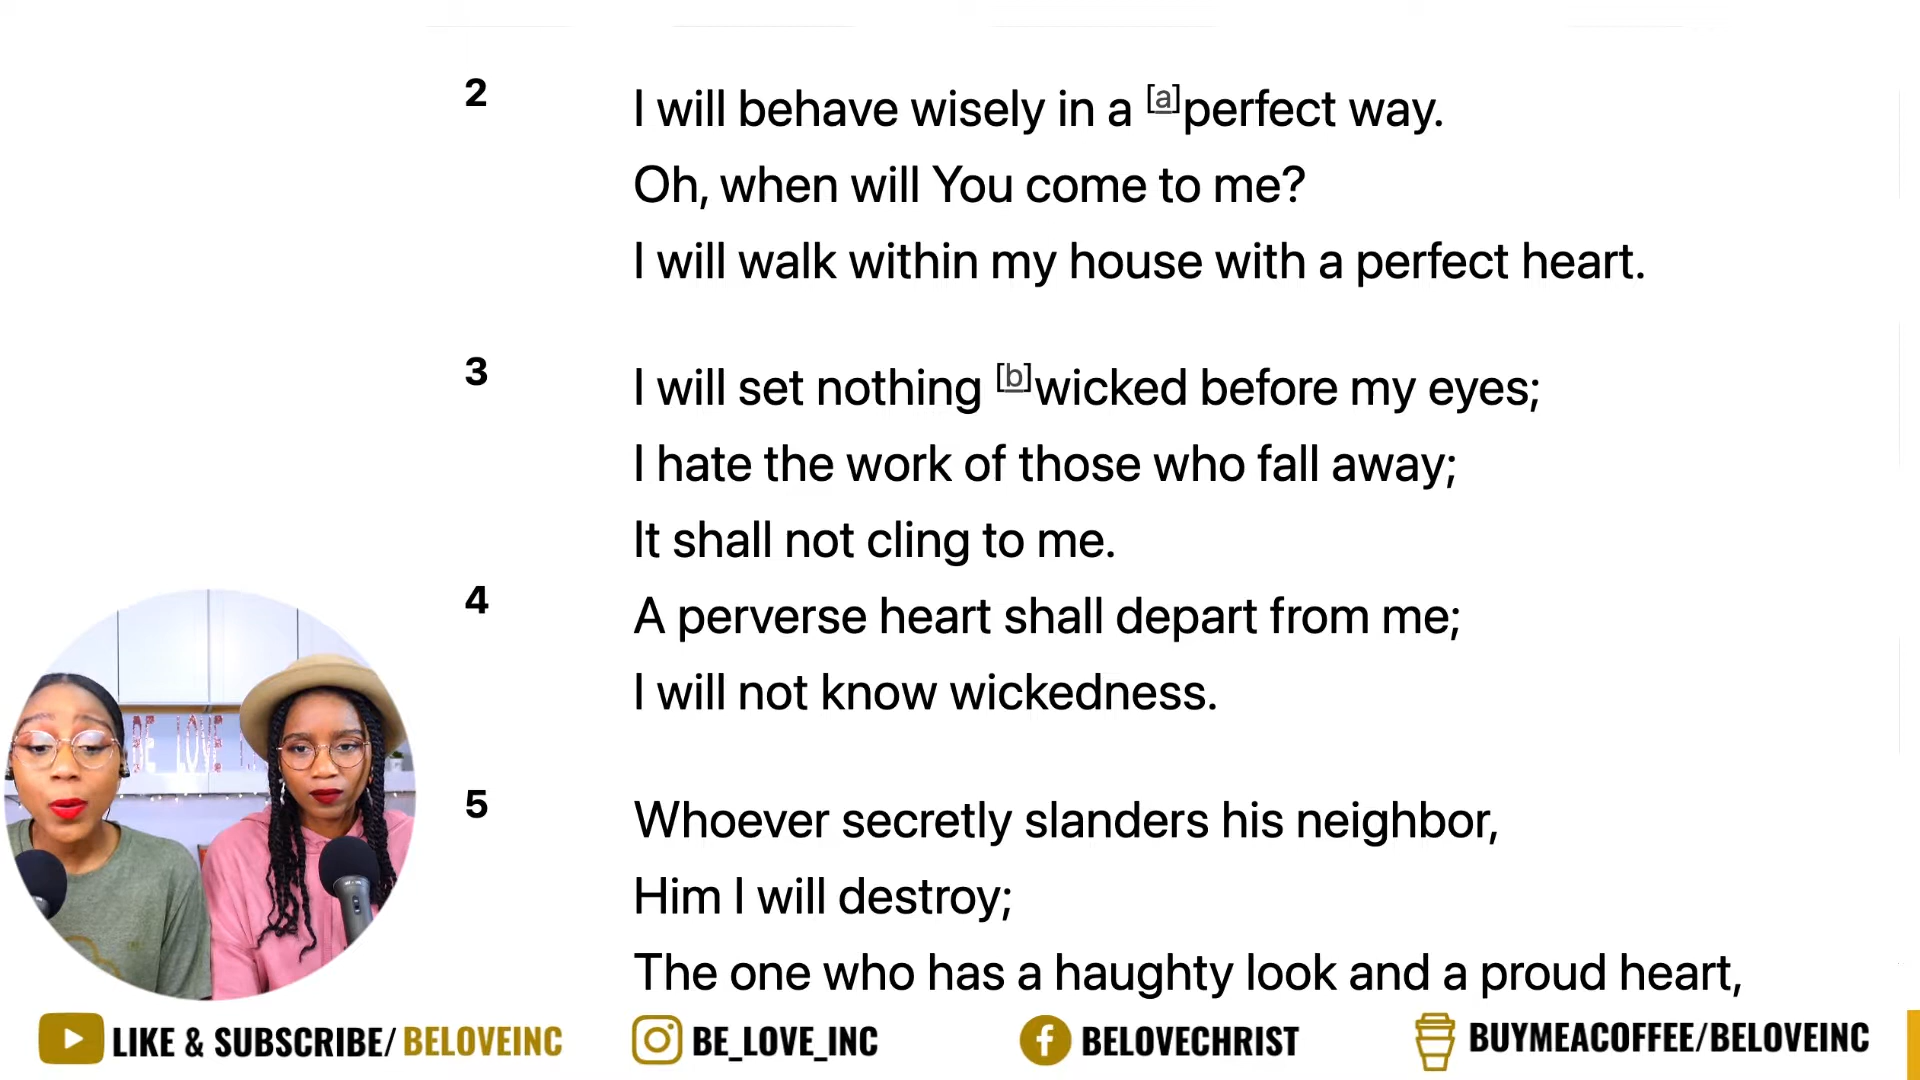 2 I will behave wisely in a [a]perfect way.
Oh, when will You come to me?
I will walk within my house with a perfect heart.
3 I will set nothing [b]wicked before my eyes;
I hate the work of those who fall away;
It shall not cling to me.
4 A perverse heart shall depart from me;
I will not know wickedness.
5 Whoever secretly slanders his neighbor,
Him I will destroy;
The one who has a haughty look and a proud heart,
BE LOVE
LIKE & SUBSCRIBE/ BELOVEINC BE_LOVE_INC BELOVECHRIST BUYMEACOFFEE/BELOVEINC